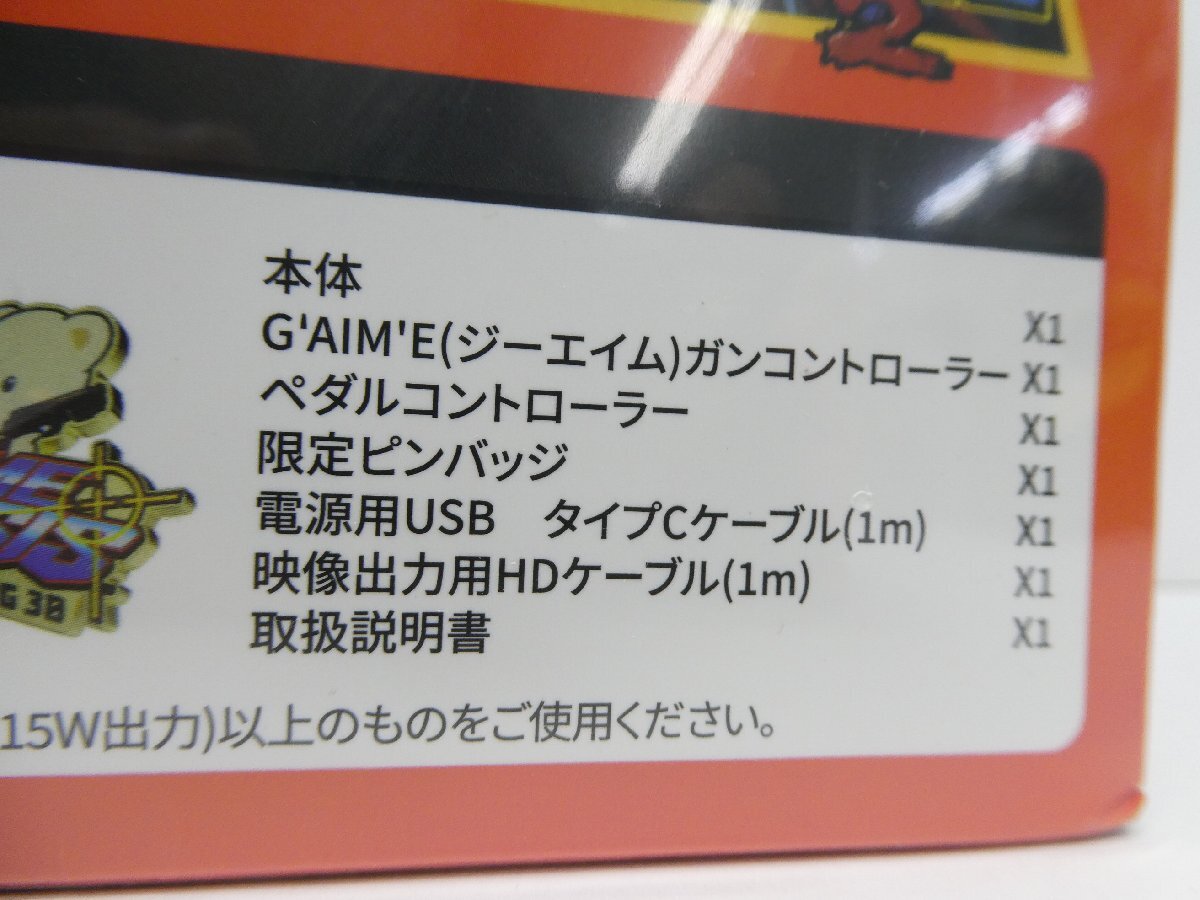 本体 X1
G'AIM'E(ジーエイム)ガンコントローラー X1
ペダルコントローラー X1
限定ピンバッジ X1
電源用USB　タイプCケーブル(1m) X1
映像出力用HDケーブル(1m) X1
取扱説明書 X1
G 30
15W出力)以上のものをご使用ください。